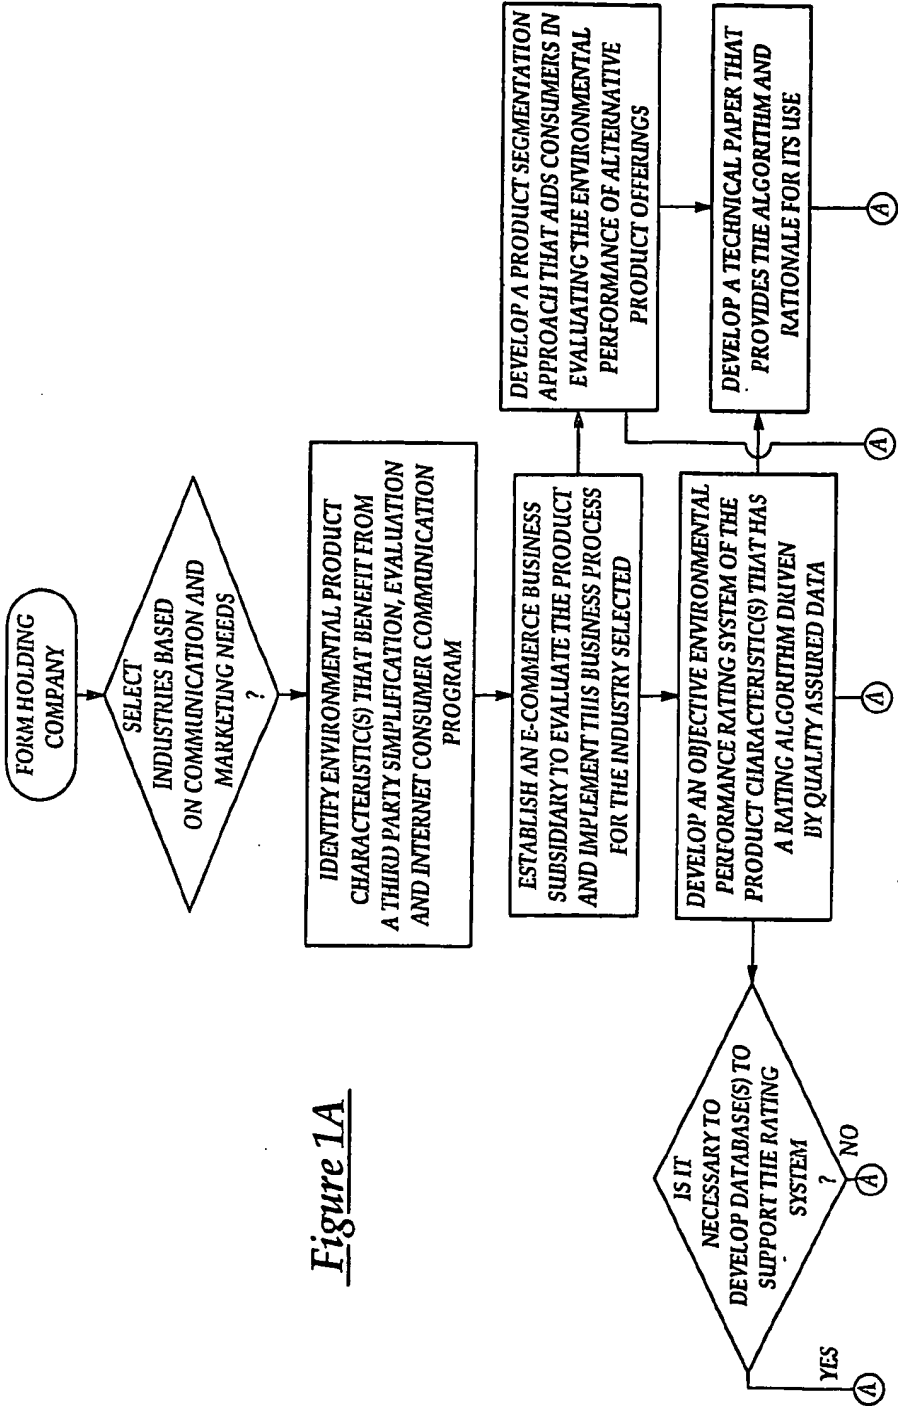 FORM HOLDING
COMPANY
SELECT
INDUSTRIES BASED
ON COMMUNICATION AND
MARKETING NEEDS
?
IDENTIFY ENVIRONMENTAL PRODUCT
CHARACTERISTIC(S) THAT BENEFIT FROM
A THIRD PARTY SIMPLIFICATION, EVALUATION
AND INTERNET CONSUMER COMMUNICATION
PROGRAM
ESTABLISH AN E-COMMERCE BUSINESS
SUBSIDIARY TO EVALUATE THE PRODUCT
AND IMPLEMENT THIS BUSINESS PROCESS
FOR THE INDUSTRY SELECTED
DEVELOP A PRODUCT SEGMENTATION
APPROACH THAT AIDS CONSUMERS IN
EVALUATING THE ENVIRONMENTAL
PERFORMANCE OF ALTERNATIVE
PRODUCT OFFERINGS
DEVELOP AN OBJECTIVE ENVIRONMENTAL
PERFORMANCE RATING SYSTEM OF THE
PRODUCT CHARACTERISTIC(S) THAT HAS
A RATING ALGORITHM DRIVEN
BY QUALITY ASSURED DATA
DEVELOP A TECHNICAL PAPER THAT
PROVIDES THE ALGORITHM AND
RATIONALE FOR ITS USE
IS IT
NECESSARY TO
DEVELOP DATABASE(S) TO
SUPPORT THE RATING
SYSTEM
?
YES
NO
A
A
A
A
A
Figure 1A